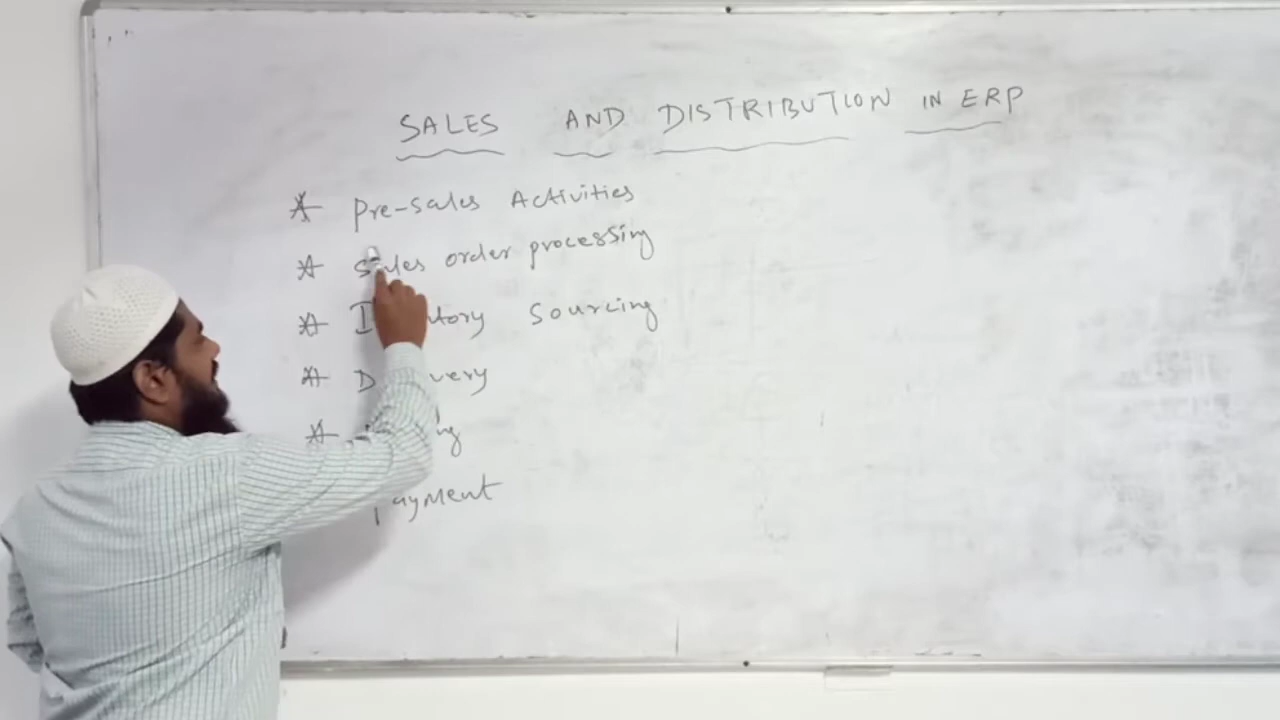 SALES AND DISTRIBUTION IN ERP
Pre-Sales Activities
Sales order processing
Sourcing
Payment